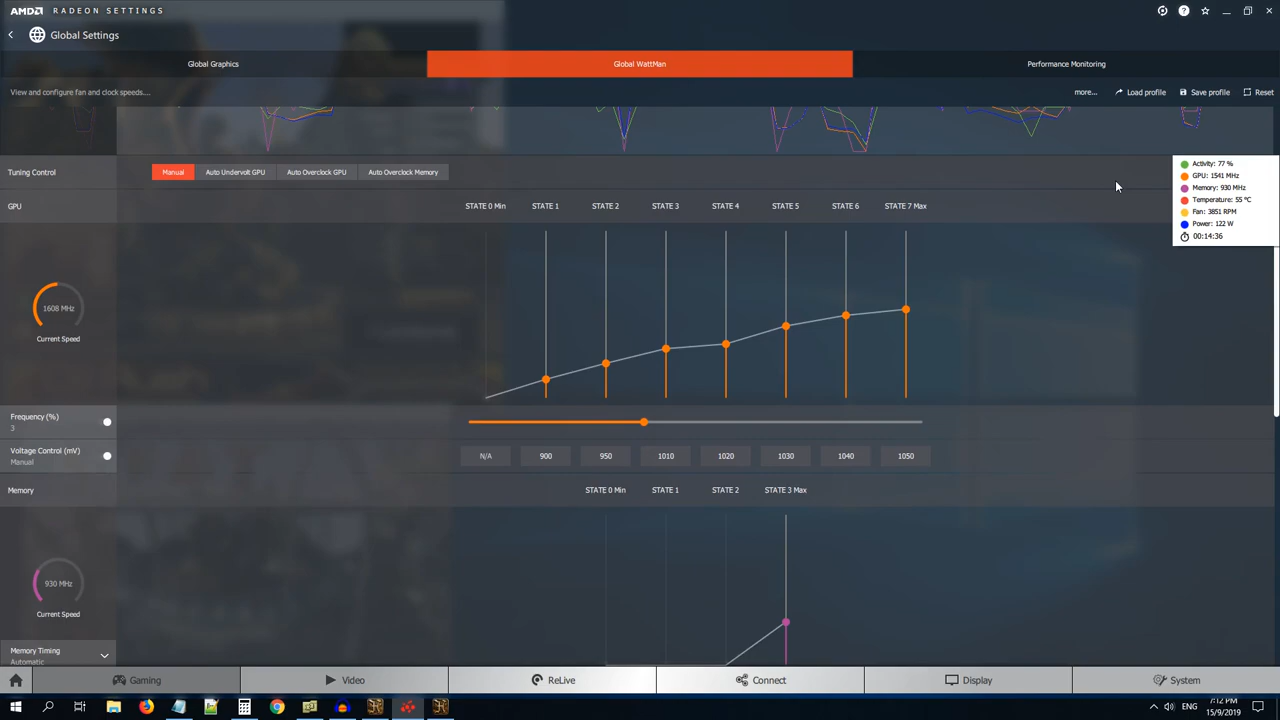 AMD RADEON SETTINGS
Global Settings
Global Graphics
Global WattMan
Performance Monitoring
View and configure fan and clock speeds....
more...
Load profile
Save profile
Reset
Tuning Control
Manual
Auto Undervolt GPU
Auto Overclock GPU
Auto Overclock Memory
Activity: 77 %
GPU: 1541 MHz
Memory: 930 MHz
Temperature: 55 °C
Fan: 3851 RPM
Power: 122 W
00:14:36
GPU
STATE 0 Min STATE 1 STATE 2 STATE 3 STATE 4 STATE 5 STATE 6 STATE 7 Max
1608 MHz
Current Speed
Frequency (%)
3
Voltage Control (mV)
Manual
N/A 900 950 1010 1020 1030 1040 1050
Memory
STATE 0 Min STATE 1 STATE 2 STATE 3 Max
930 MHz
Current Speed
Memory Timing
Automatic
Gaming
Video
ReLive
Connect
Display
System
ENG
7:12 PM
15/9/2019